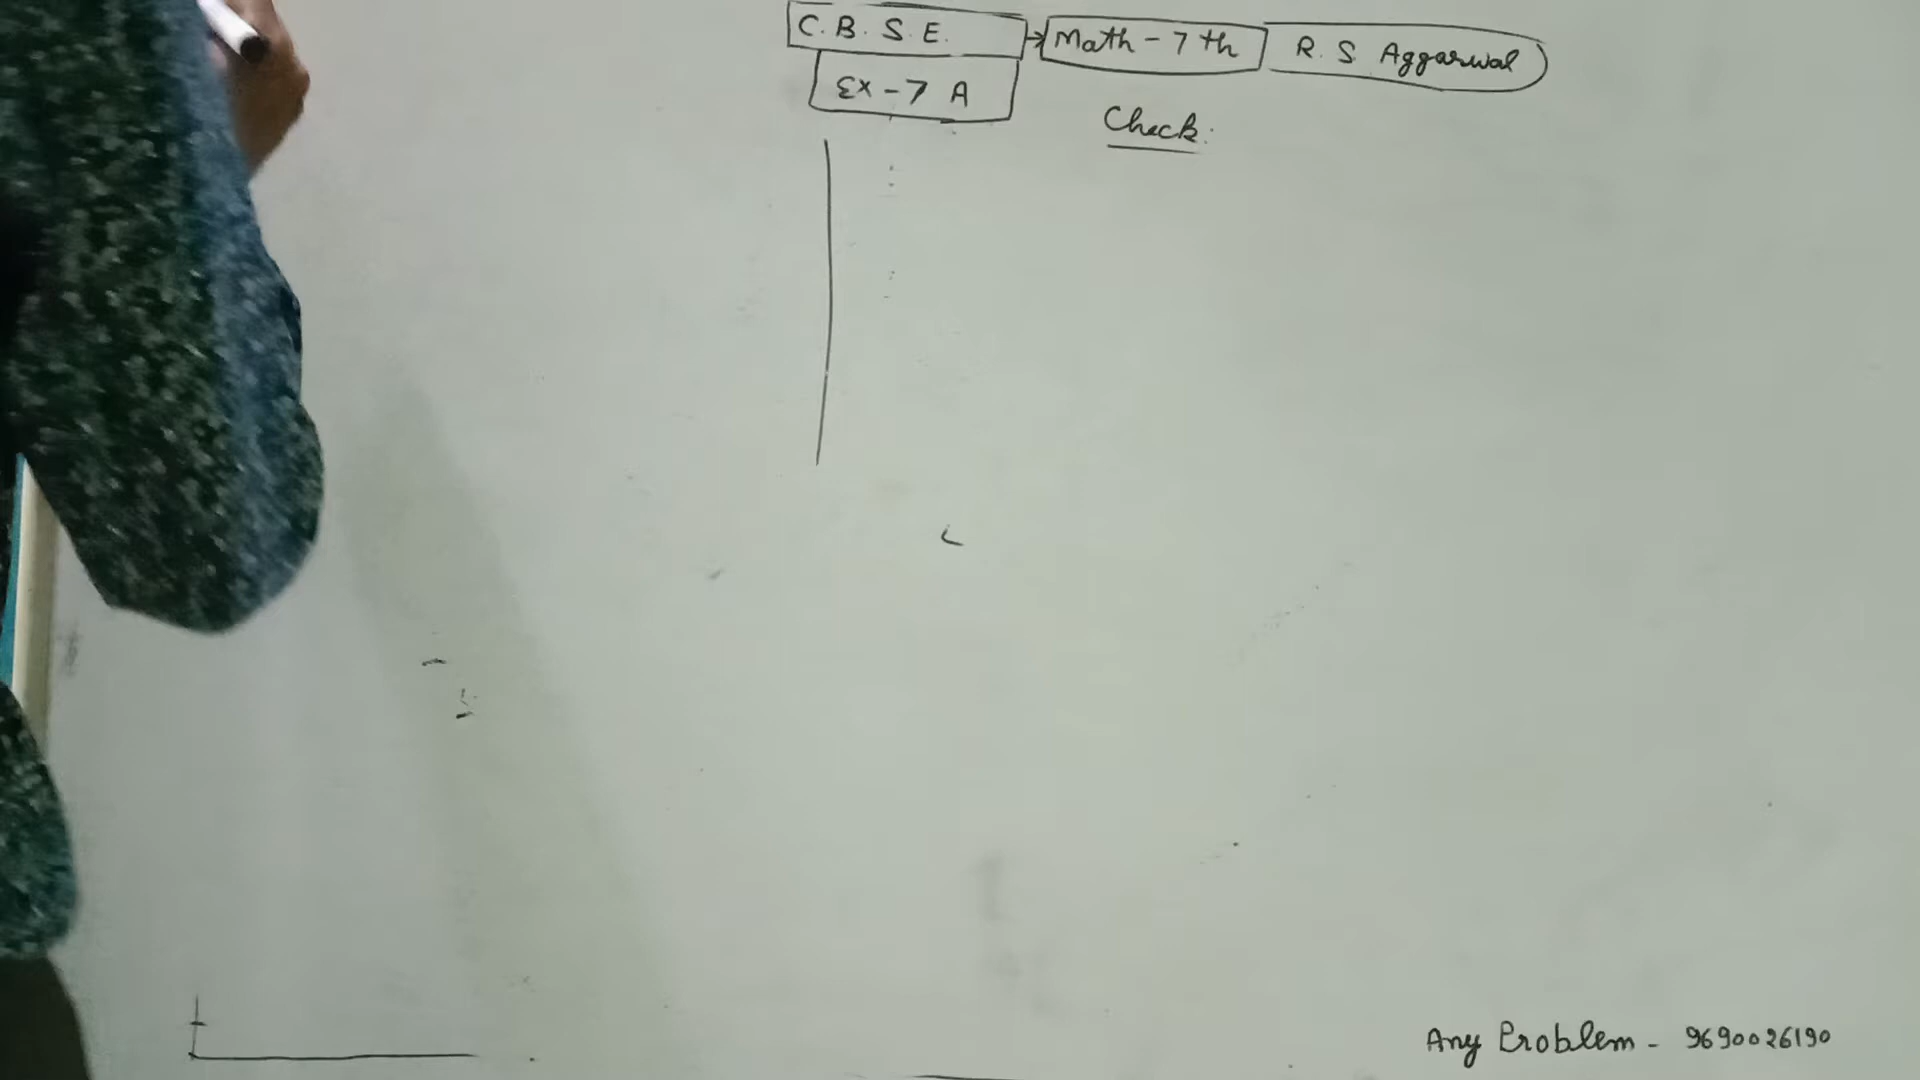 C.B.S.E. → Math - 7th R.S Aggarwal
Ex - 7 A
Check:
Any Problem - 9690026190